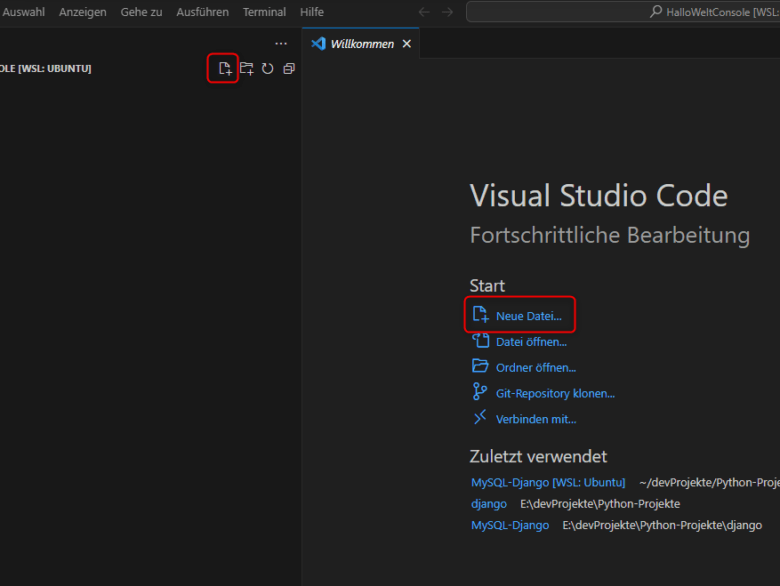 Auswahl Anzeigen Gehe zu Ausführen Terminal Hilfe
HalloWeltConsole [WSL:
Willkommen
OLE [WSL: UBUNTU]
Visual Studio Code
Fortschrittliche Bearbeitung
Start
Neue Datei...
Datei öffnen...
Ordner öffnen...
Git-Repository klonen...
Verbinden mit...
Zuletzt verwendet
MySQL-Django [WSL: Ubuntu] ~/devProjekte/Python-Proje
django E:\devProjekte\Python-Projekte
MySQL-Django E:\devProjekte\Python-Projekte\django